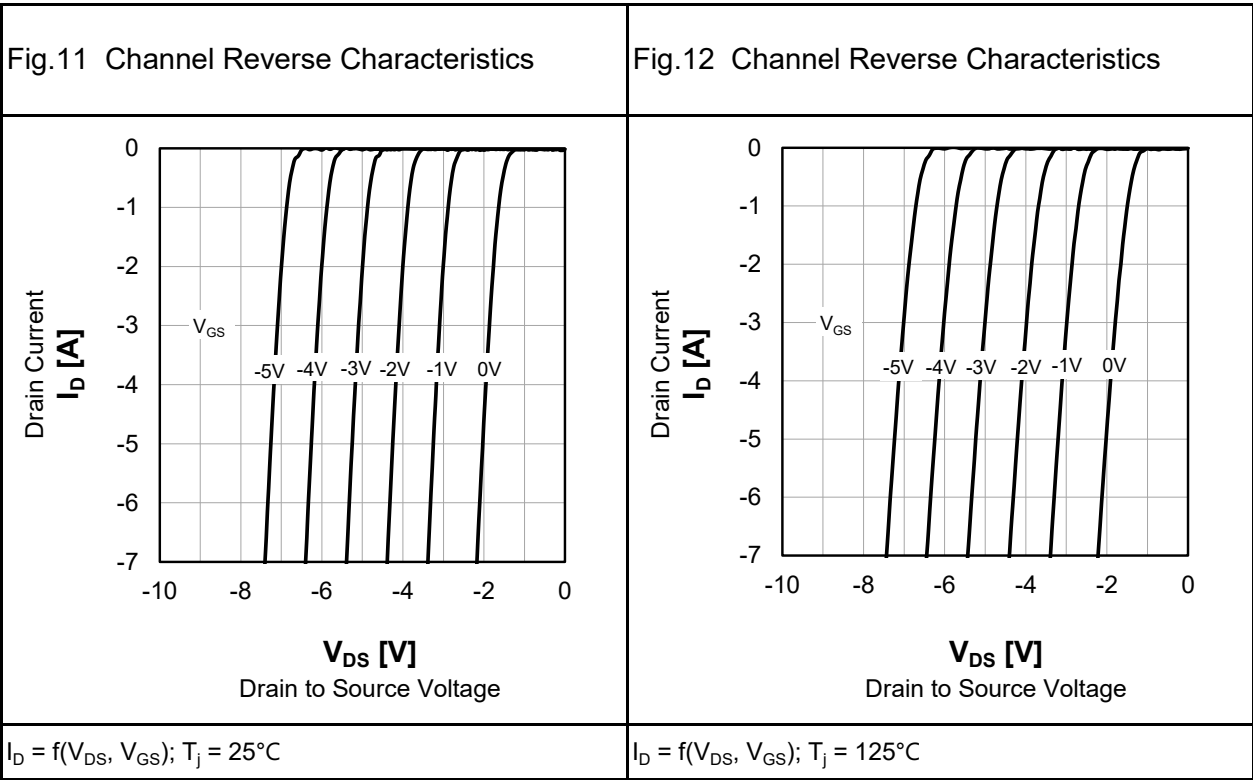 Fig.11 Channel Reverse Characteristics
Fig.12 Channel Reverse Characteristics
0
-1
-2
-3
-4
-5
-6
-7
Drain Current
I_D [A]
V_GS
-5V -4V -3V -2V -1V 0V
-10 -8 -6 -4 -2 0
V_DS [V]
Drain to Source Voltage
0
-1
-2
-3
-4
-5
-6
-7
Drain Current
I_D [A]
V_GS
-5V -4V -3V -2V -1V 0V
-10 -8 -6 -4 -2 0
V_DS [V]
Drain to Source Voltage
I_D = f(V_DS, V_GS); T_j = 25°C
I_D = f(V_DS, V_GS); T_j = 125°C